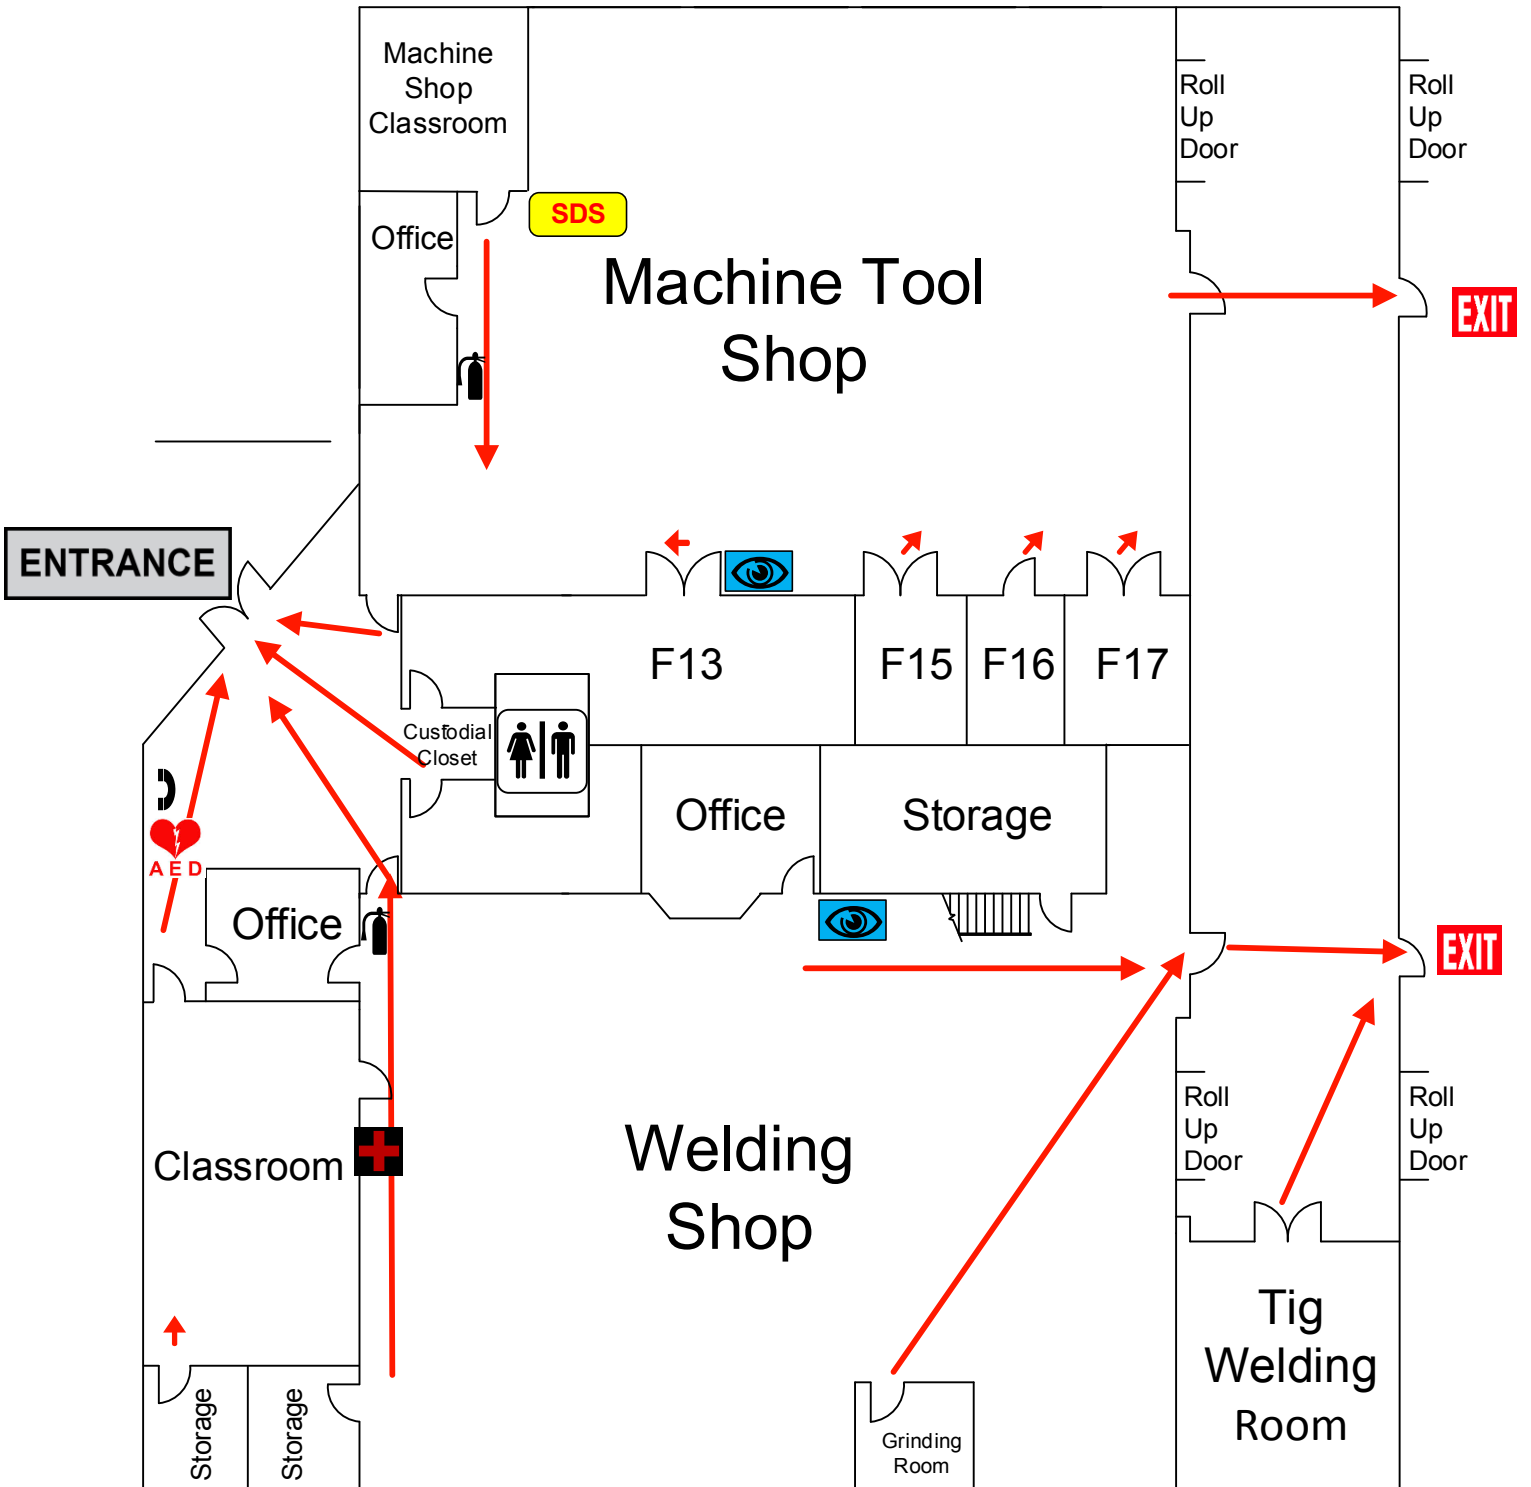 Machine
Shop
Classroom
Roll
Up
Door
Roll
Up
Door
SDS
Office
Machine Tool
Shop
EXIT
ENTRANCE
F13
F15
F16
F17
Custodial
Closet
Office
Storage
AED
Office
EXIT
Roll
Up
Door
Roll
Up
Door
Classroom
Welding
Shop
Tig
Welding
Room
Storage
Storage
Grinding
Room